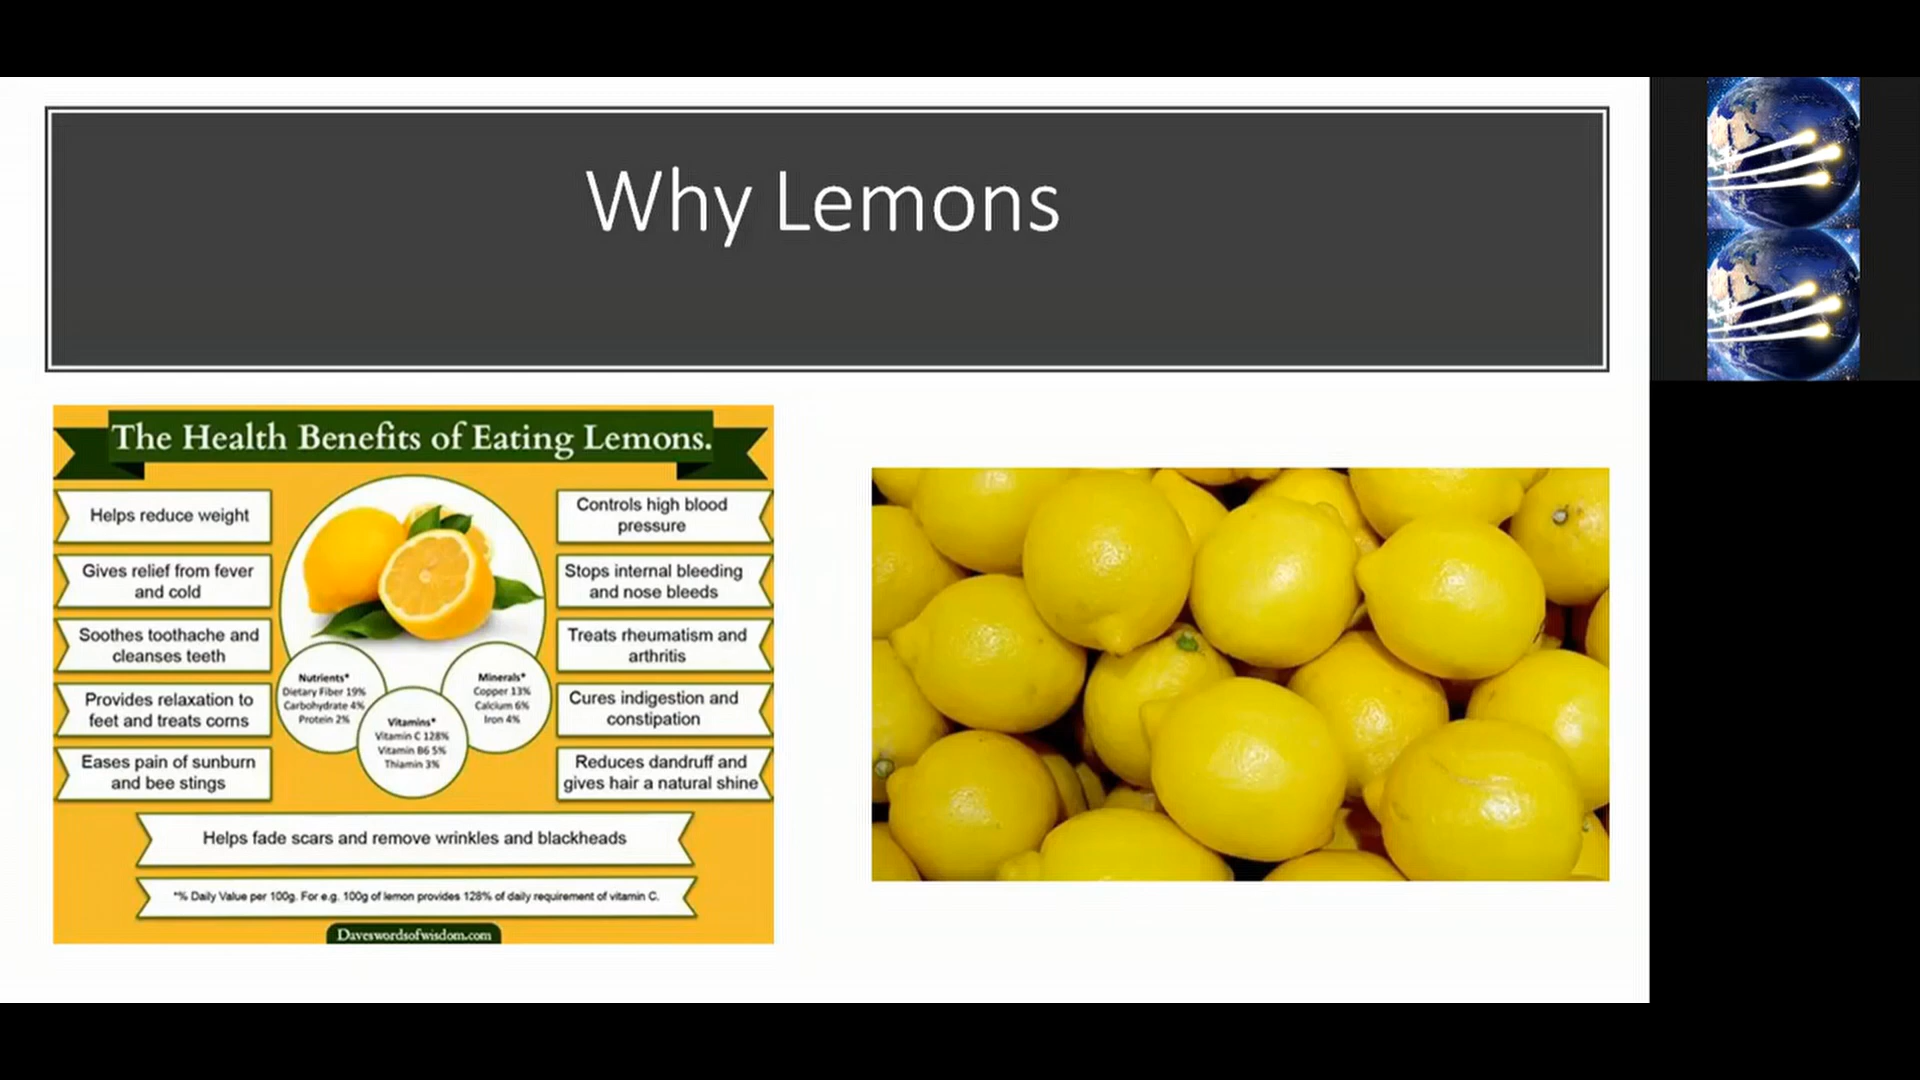 Why Lemons
The Health Benefits of Eating Lemons.
Helps reduce weight
Gives relief from fever
and cold
Soothes toothache and
cleanses teeth
Provides relaxation to
feet and treats corns
Eases pain of sunburn
and bee stings
Nutrients*
Dietary Fiber 19%
Carbohydrate 4%
Protein 2%
Vitamins*
Vitamin C 128%
Vitamin B6 5%
Thiamin 3%
Minerals*
Copper 13%
Calcium 6%
Iron 4%
Controls high blood
pressure
Stops internal bleeding
and nose bleeds
Treats rheumatism and
arthritis
Cures indigestion and
constipation
Reduces dandruff and
gives hair a natural shine
Helps fade scars and remove wrinkles and blackheads
*% Daily Value per 100g. For e.g. 100g of lemon provides 128% of daily requirement of vitamin C.
Daveswordsofwisdom.com